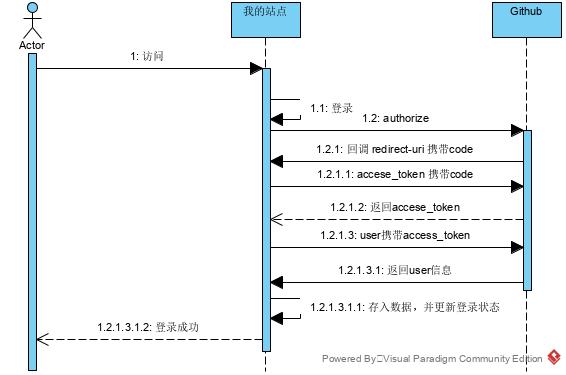 我的站点
Github
Actor
1: 访问
1.1: 登录
1.2: authorize
1.2.1: 回调 redirect-uri 携带code
1.2.1.1: accese_token 携带code
1.2.1.2: 返回accese_token
1.2.1.3: user携带access_token
1.2.1.3.1: 返回user信息
1.2.1.3.1.1: 存入数据，并更新登录状态
1.2.1.3.1.2: 登录成功
Powered By Visual Paradigm Community Edition